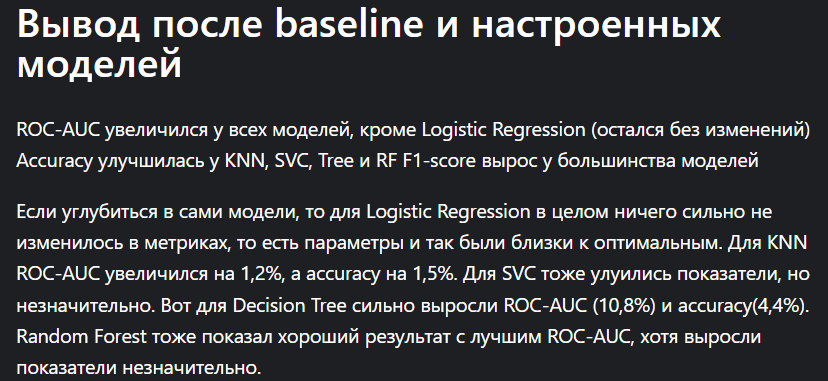 Вывод после baseline и настроенных
моделей
ROC-AUC увеличился у всех моделей, кроме Logistic Regression (остался без изменений)
Accuracy улучшилась у KNN, SVC, Tree и RF F1-score вырос у большинства моделей
Если углубиться в сами модели, то для Logistic Regression в целом ничего сильно не
изменилось в метриках, то есть параметры и так были близки к оптимальным. Для KNN
ROC-AUC увеличился на 1,2%, а accuracy на 1,5%. Для SVC тоже улуились показатели, но
незначительно. Вот для Decision Tree сильно выросли ROC-AUC (10,8%) и accuracy(4,4%).
Random Forest тоже показал хороший результат с лучшим ROC-AUC, хотя выросли
показатели незначительно.